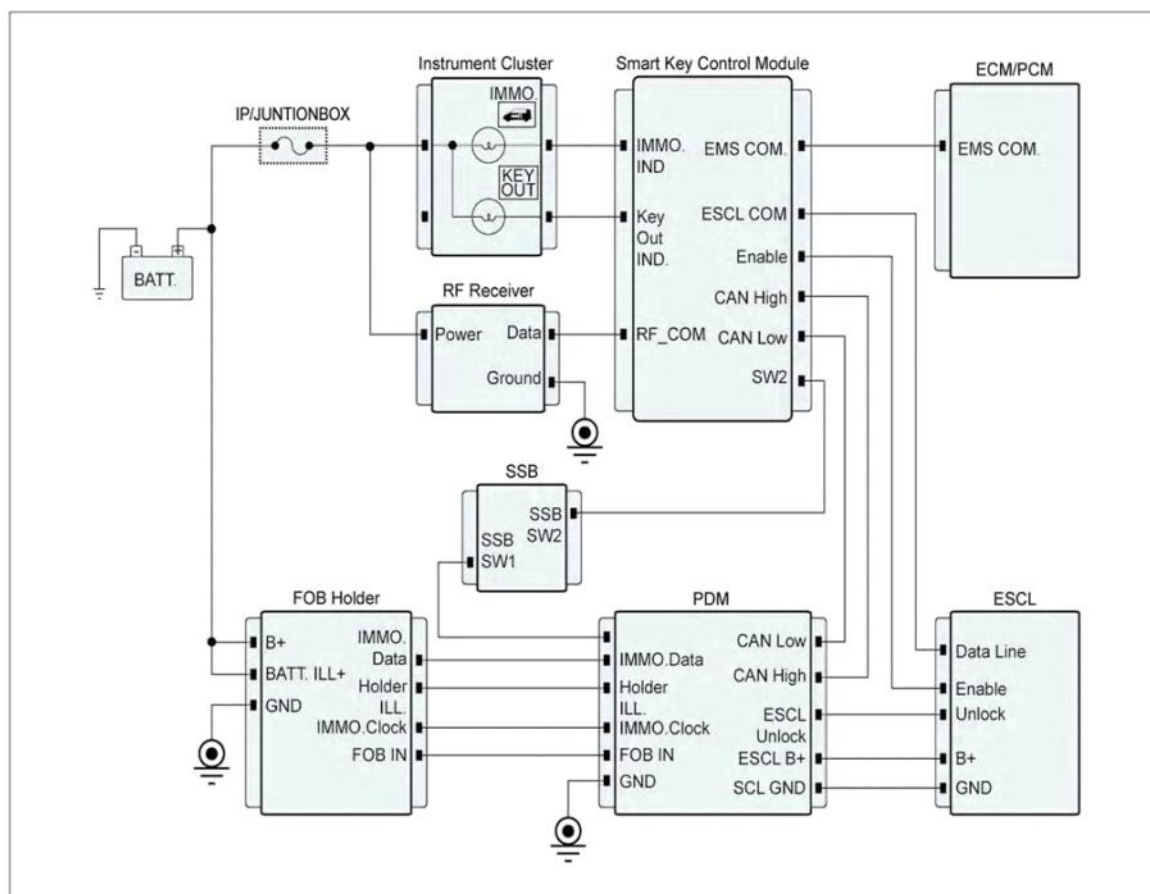 Instrument Cluster
Smart Key Control Module
ECM/PCM
IP/JUNTIONBOX
IMMO.
KEY
OUT
IMMO.
IND
Key
Out
IND.
RF_COM
EMS COM.
ESCL COM
Enable
CAN High
CAN Low
SW2
EMS COM.
-
+
BATT.
RF Receiver
Power
Data
Ground
SSB
SSB
SW2
SSB
SW1
FOB Holder
B+
BATT. ILL+
GND
IMMO.
Data
Holder
ILL.
IMMO.Clock
FOB IN
PDM
IMMO.Data
Holder
ILL.
IMMO.Clock
FOB IN
GND
CAN Low
CAN High
ESCL
Unlock
ESCL B+
SCL GND
ESCL
Data Line
Enable
Unlock
B+
GND